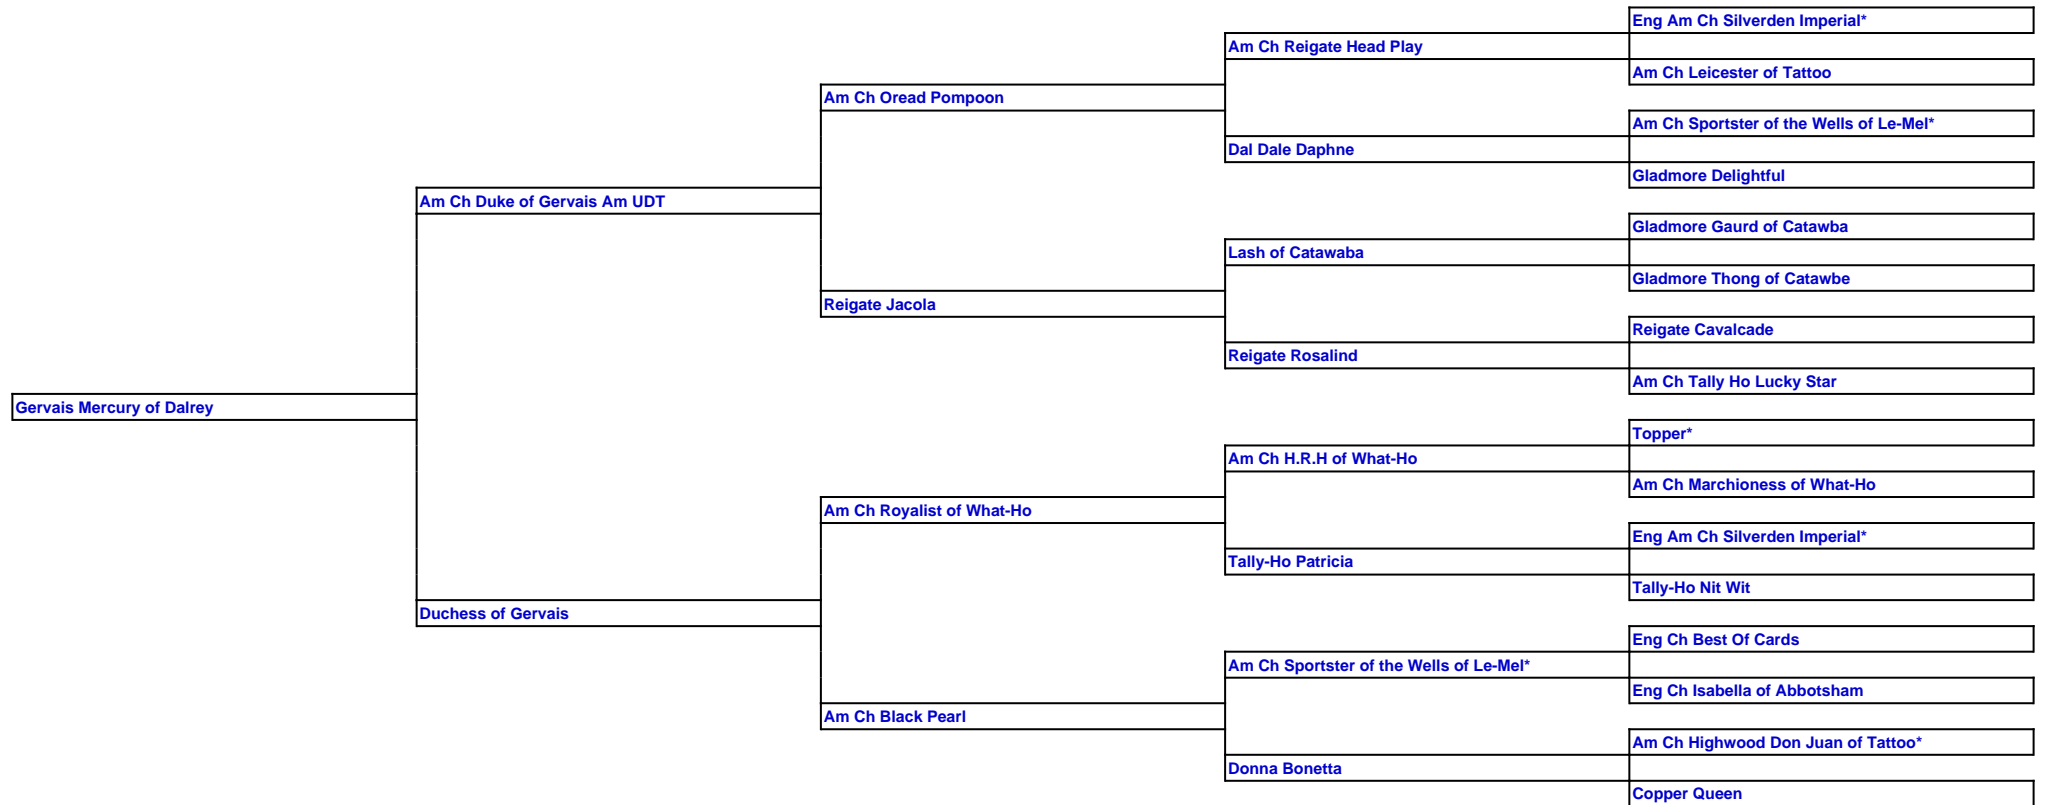 Eng Am Ch Silverden Imperial*
Am Ch Reigate Head Play
Am Ch Leicester of Tattoo
Am Ch Oread Pompoon
Am Ch Sportster of the Wells of Le-Mel*
Dal Dale Daphne
Gladmore Delightful
Am Ch Duke of Gervais Am UDT
Gladmore Gaurd of Catawba
Lash of Catawaba
Gladmore Thong of Catawbe
Reigate Jacola
Reigate Cavalcade
Reigate Rosalind
Am Ch Tally Ho Lucky Star
Gervais Mercury of Dalrey
Topper*
Am Ch H.R.H of What-Ho
Am Ch Marchioness of What-Ho
Am Ch Royalist of What-Ho
Eng Am Ch Silverden Imperial*
Tally-Ho Patricia
Tally-Ho Nit Wit
Duchess of Gervais
Eng Ch Best Of Cards
Am Ch Sportster of the Wells of Le-Mel*
Eng Ch Isabella of Abbotsham
Am Ch Black Pearl
Am Ch Highwood Don Juan of Tattoo*
Donna Bonetta
Copper Queen